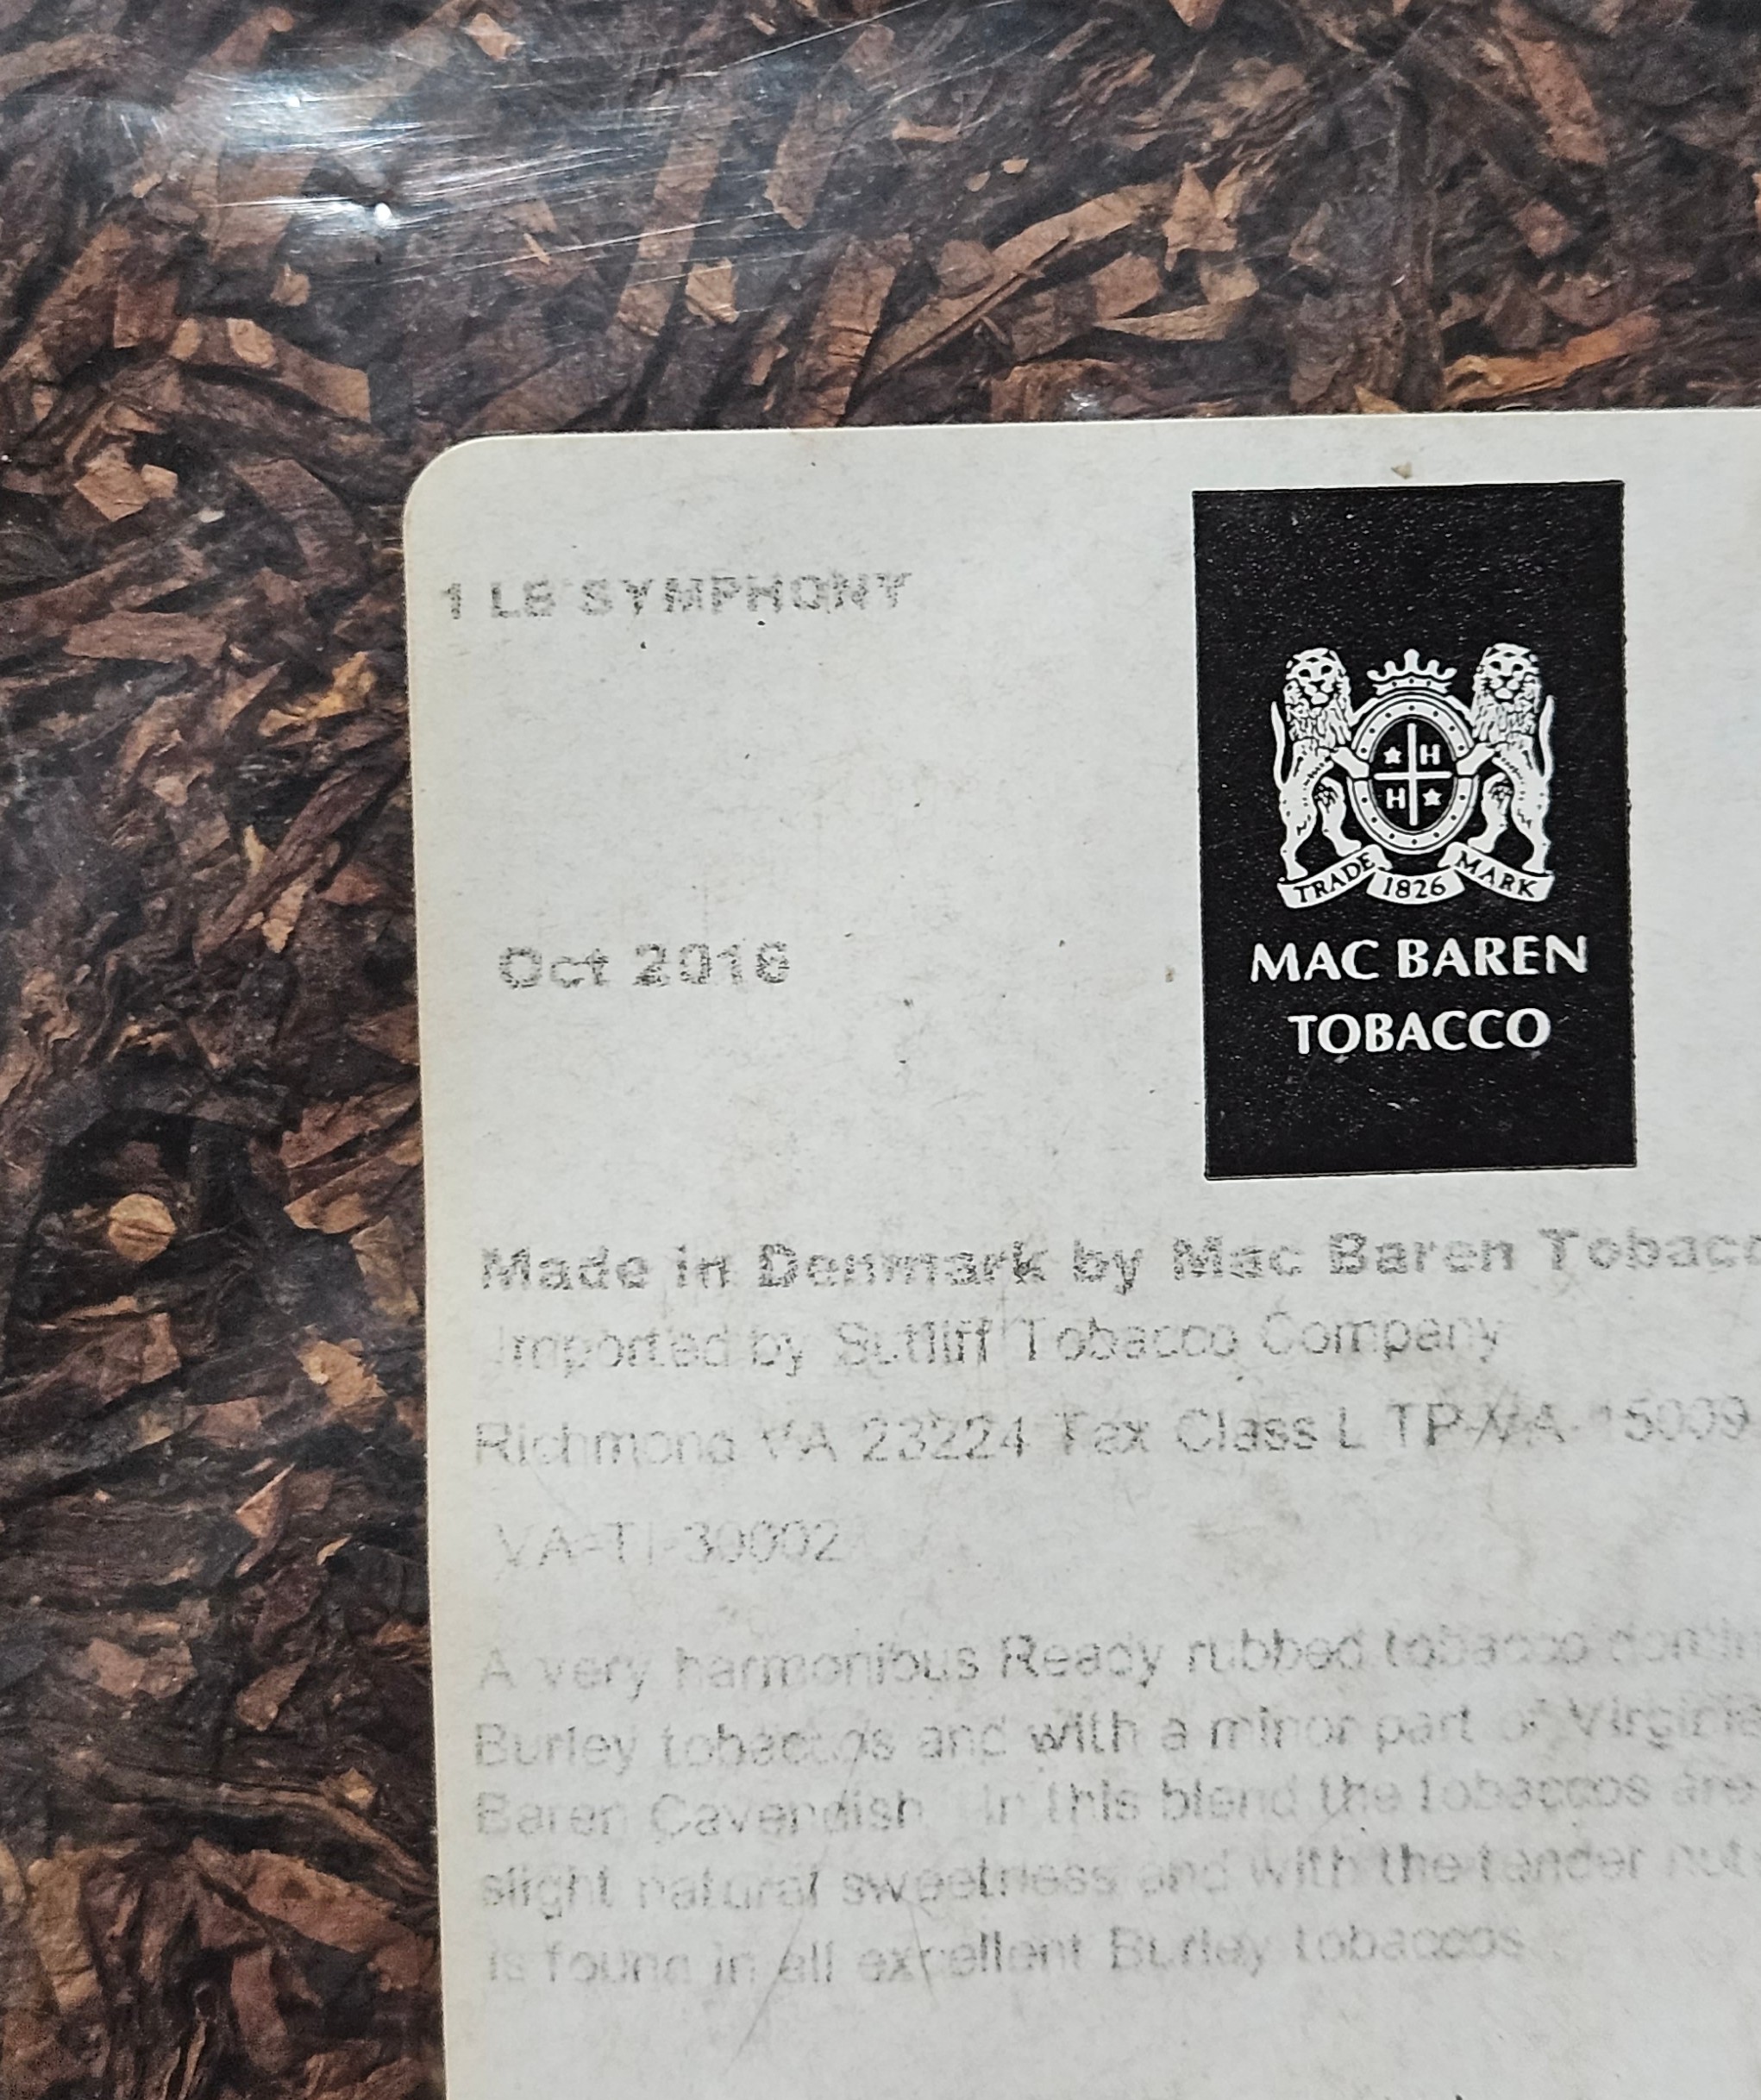 1 LB SYMPHONY
H
H
TRADE 1826 MARK
MAC BAREN
TOBACCO
Oct 2016
Made in Denmark by Mac Baren Tobacc
Imported by Sutliff Tobacco Company
Richmond VA 23224 Tax Class L TP-VA-15009
VA-TI-30002
A very harmonious Ready rubbed tobacco domin
Burley tobaccos and with a minor part of Virginia
Baren Cavendish. In this blend the tobaccos are
slight natural sweetness and with the tender nut
is found in all excellent Burley tobaccos